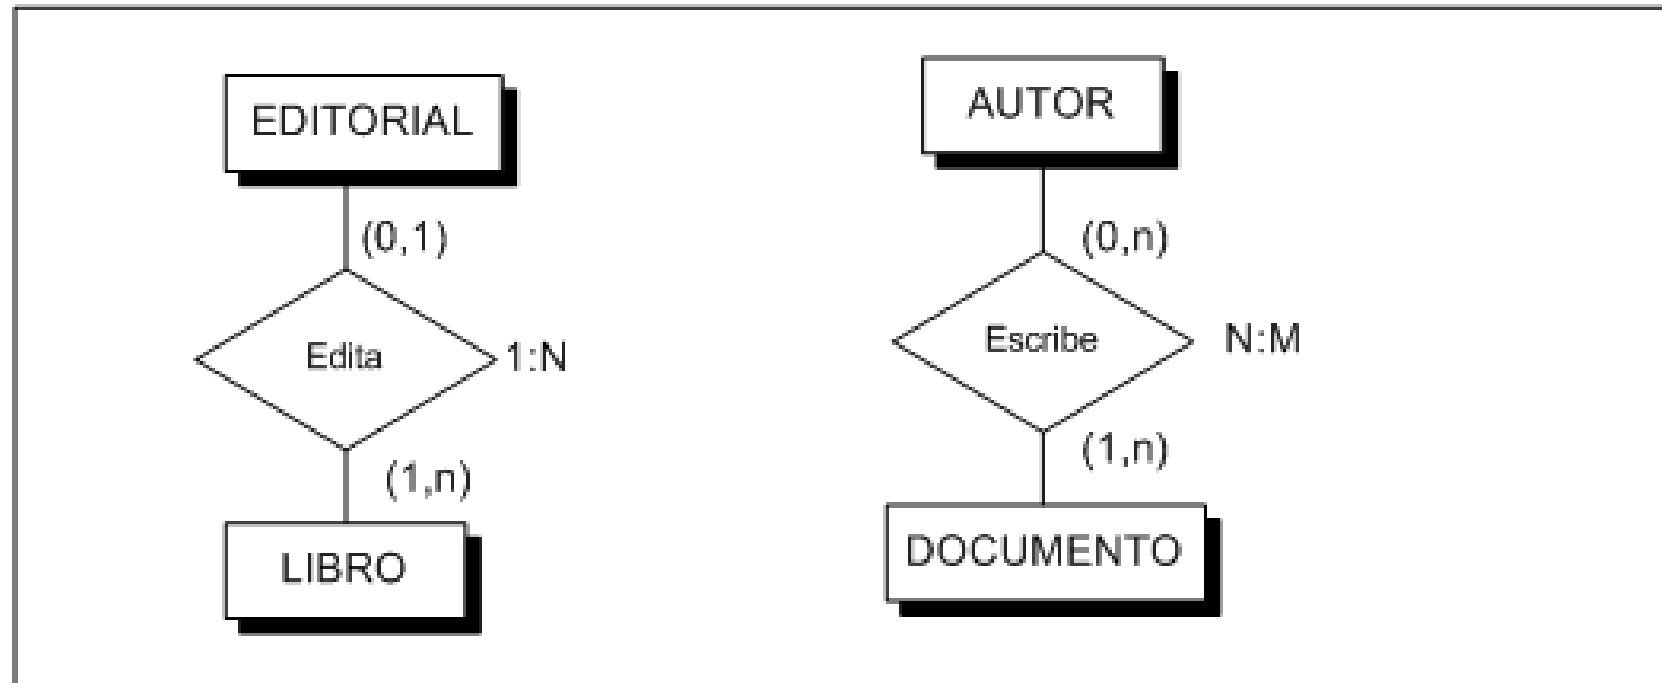 EDITORIAL
(0,1)
Edita
1:N
(1,n)
LIBRO
AUTOR
(0,n)
Escribe
N:M
(1,n)
DOCUMENTO